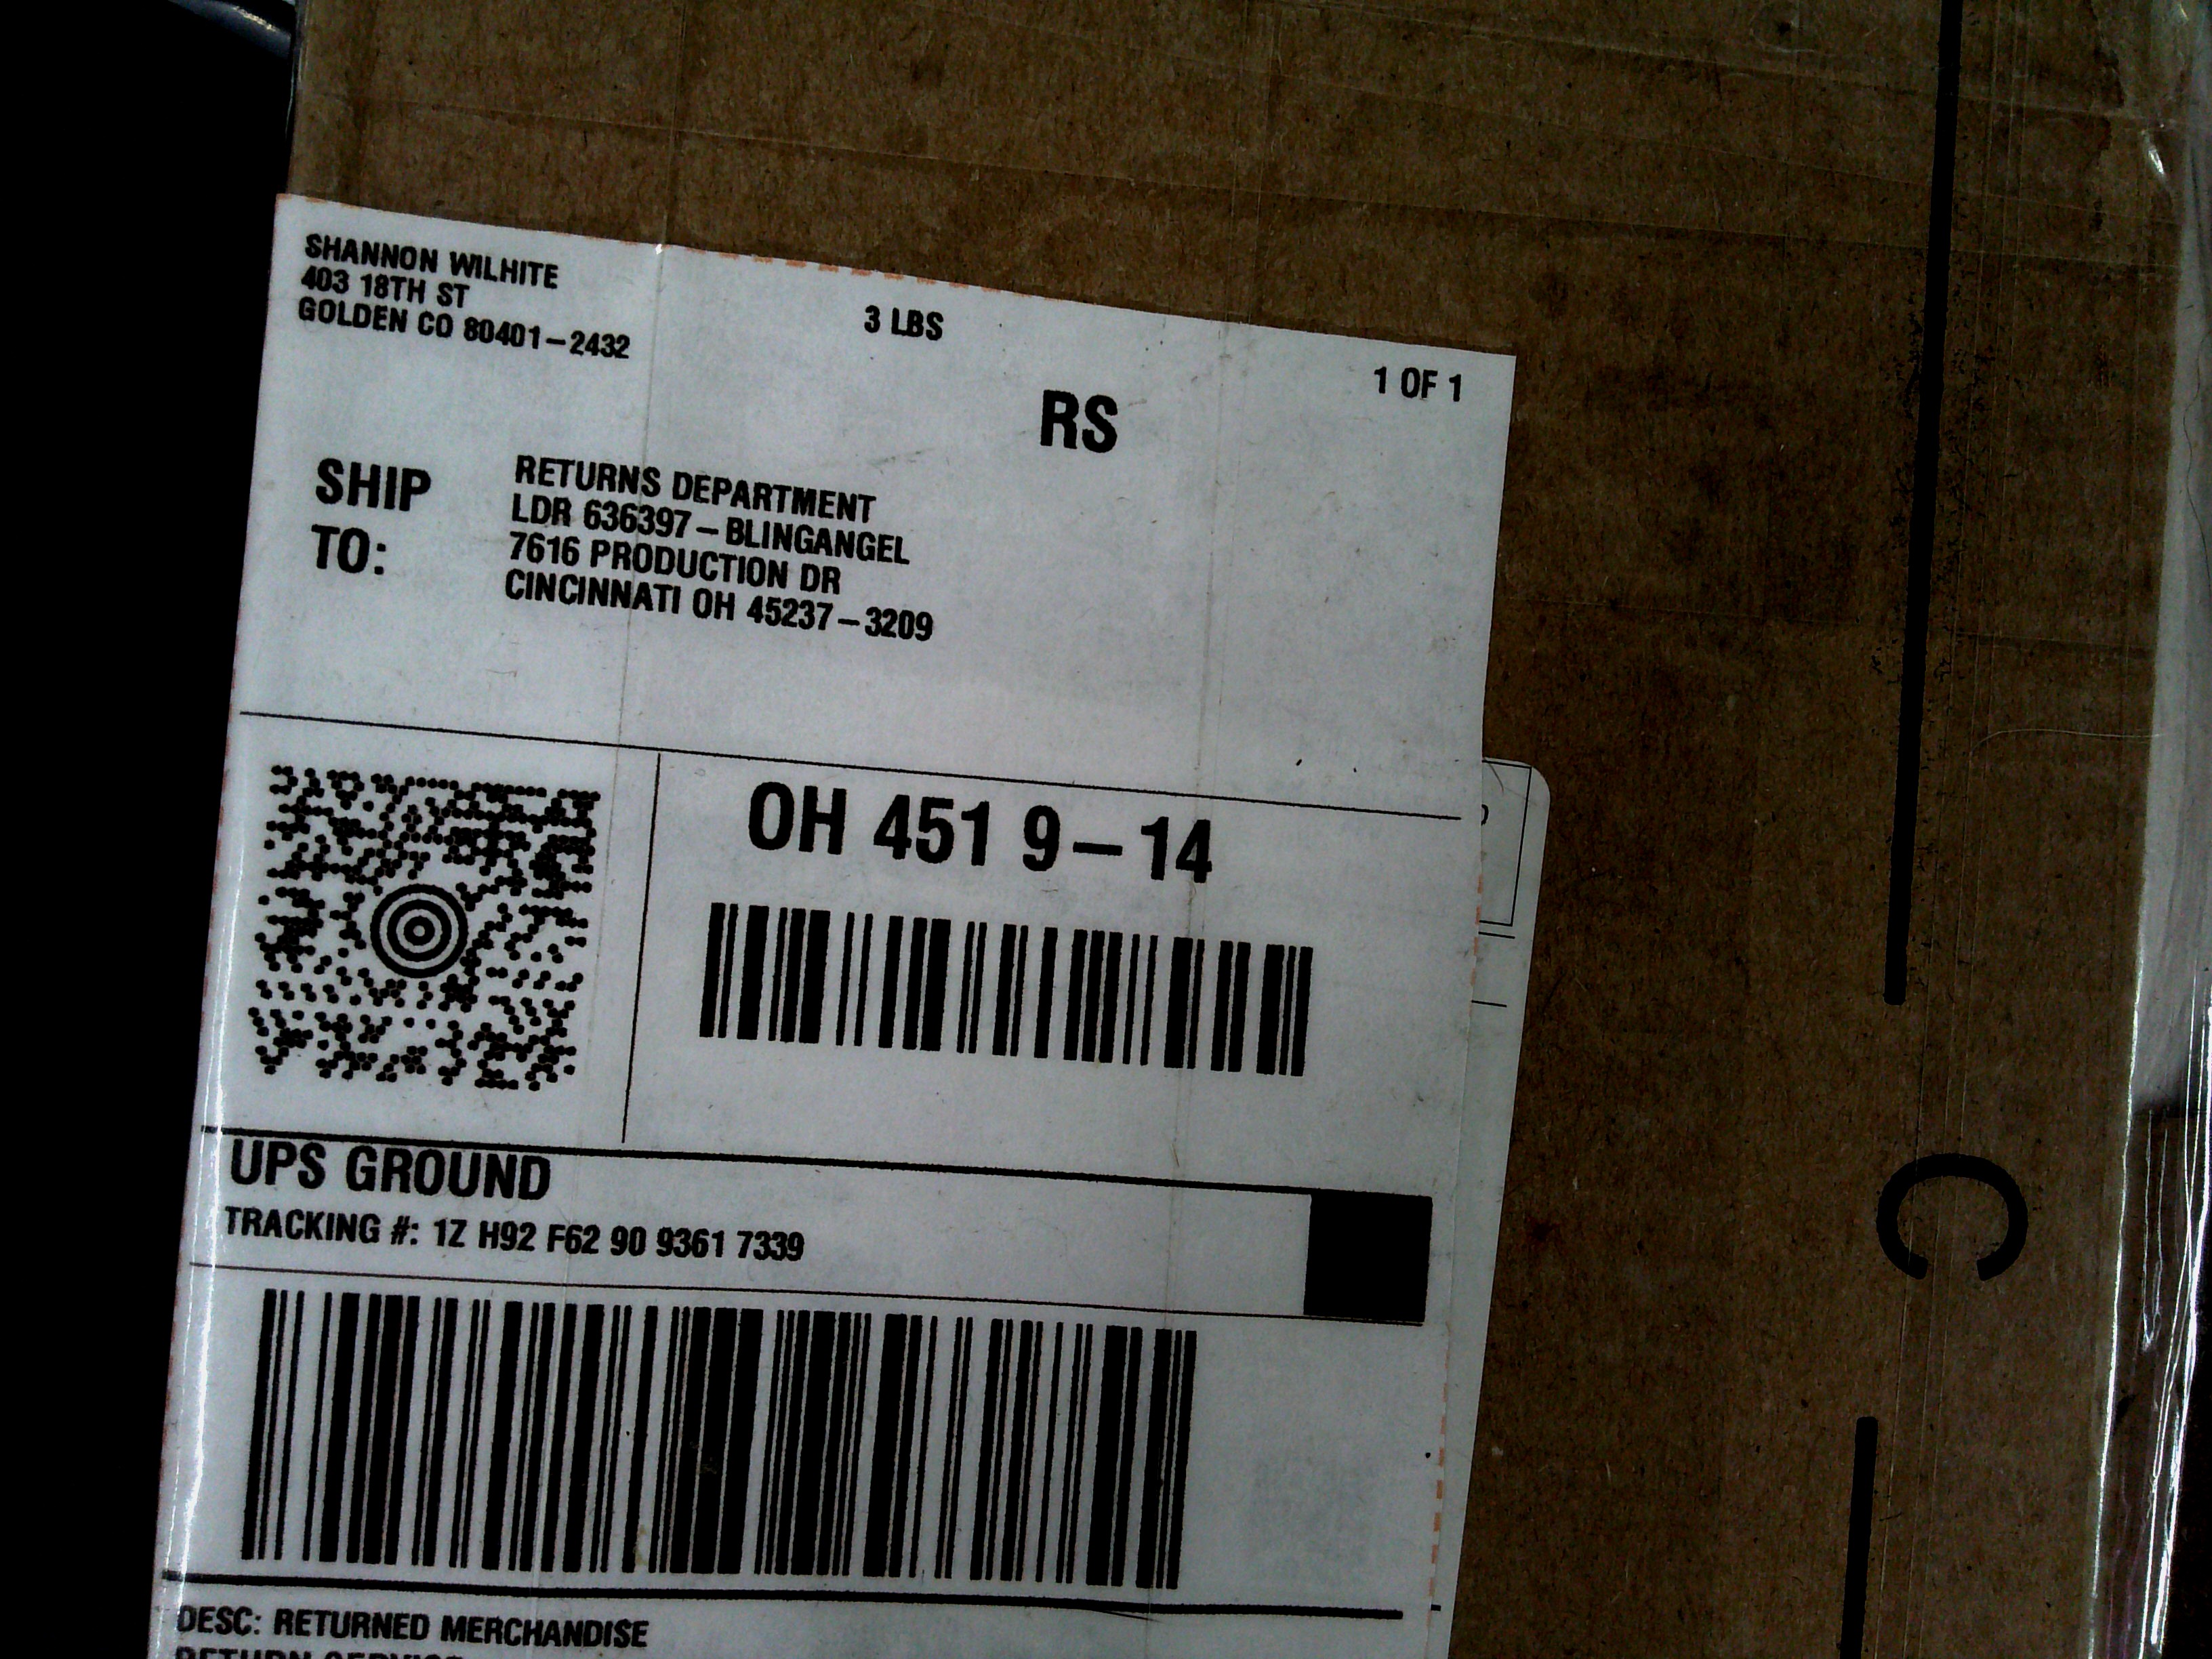 SHANNON WILHITE
403 18TH ST
GOLDEN CO 80401-2432
3 LBS
1 OF 1
RS
SHIP TO:
RETURNS DEPARTMENT
LDR 636397-BLINGANGEL
7616 PRODUCTION DR
CINCINNATI OH 45237-3209
OH 451 9-14
UPS GROUND
TRACKING #: 1Z H92 F62 90 9361 7339
DESC: RETURNED MERCHANDISE
RETURN SERVICE